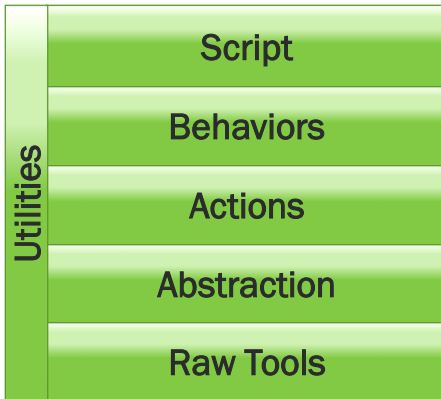 Utilities
Script
Behaviors
Actions
Abstraction
Raw Tools